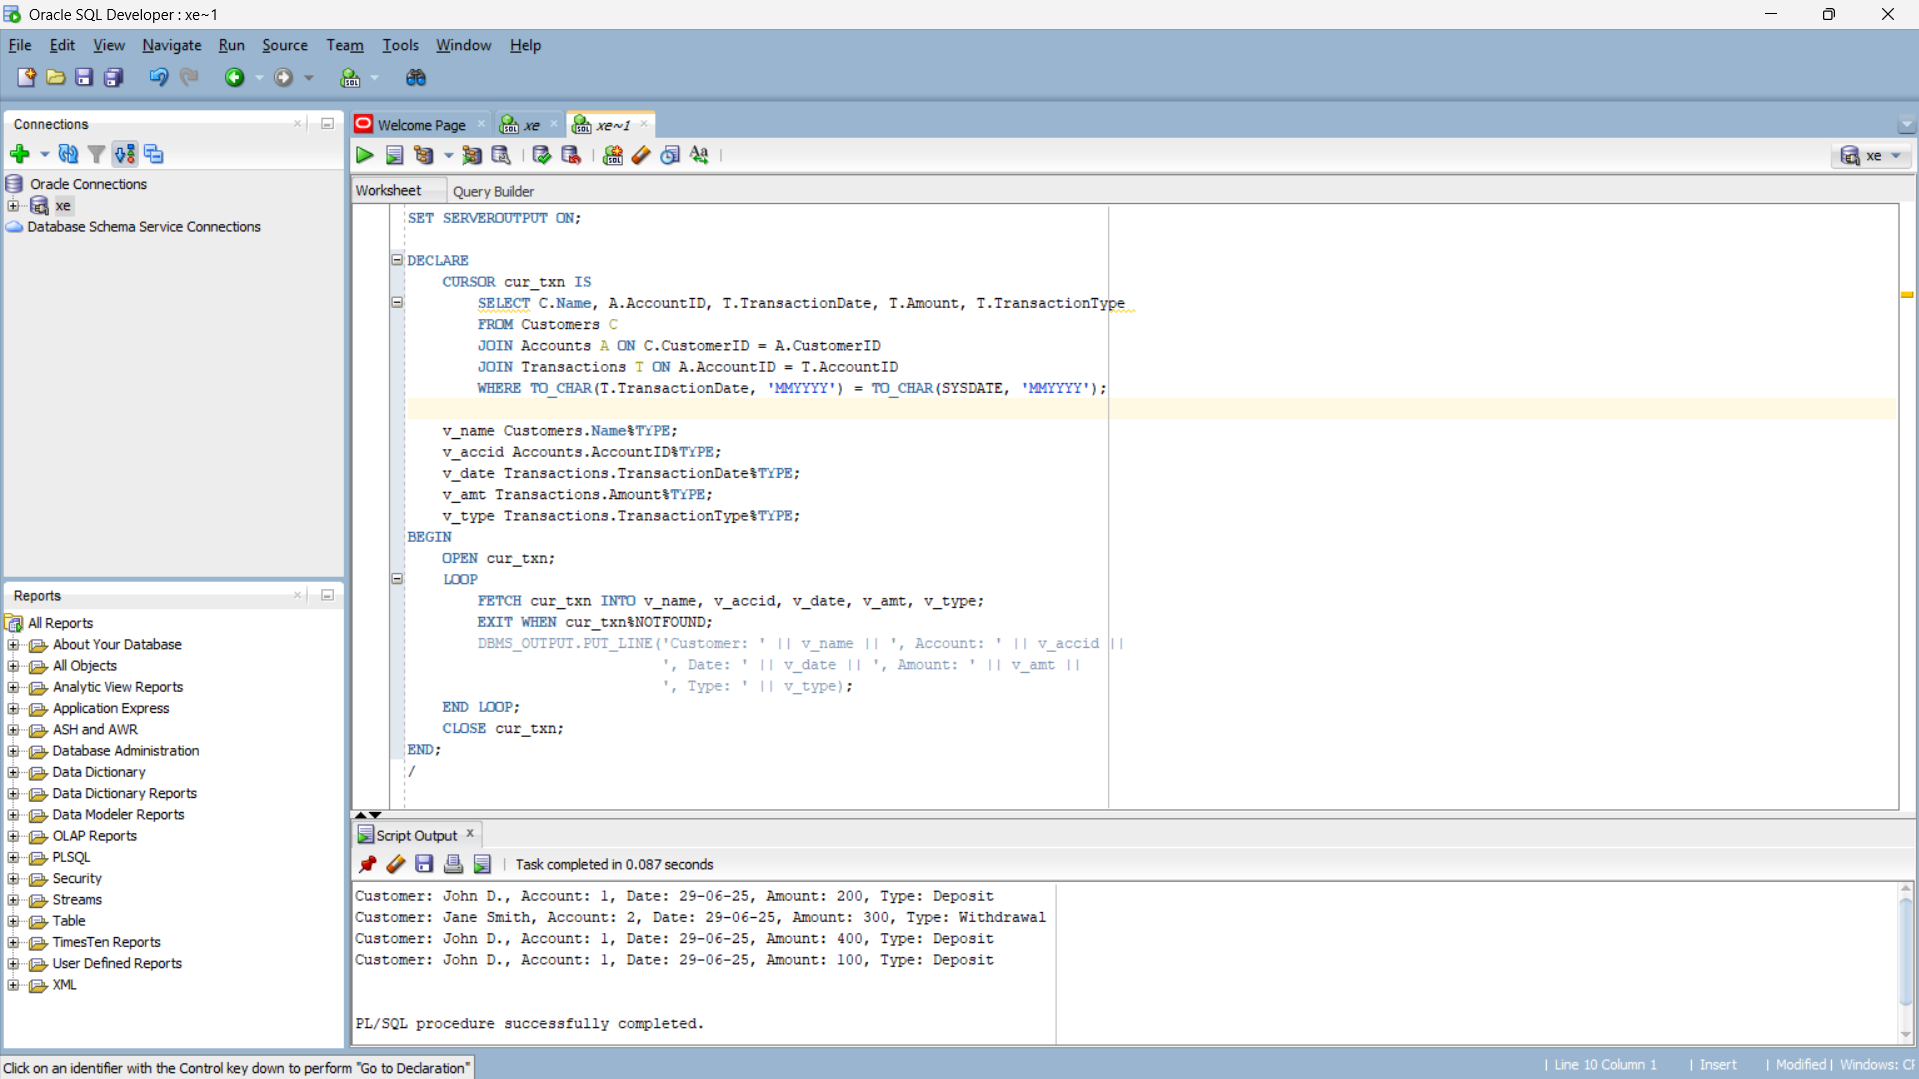 Oracle SQL Developer : xe~1
File Edit View Navigate Run Source Team Tools Window Help
Connections
Oracle Connections
xe
Database Schema Service Connections
Reports
All Reports
About Your Database
All Objects
Analytic View Reports
Application Express
ASH and AWR
Database Administration
Data Dictionary
Data Dictionary Reports
Data Modeler Reports
OLAP Reports
PLSQL
Security
Streams
Table
TimesTen Reports
User Defined Reports
XML
Welcome Page xe xe~1
xe
Worksheet Query Builder
SET SERVEROUTPUT ON;
DECLARE
CURSOR cur_txn IS
SELECT C.Name, A.AccountID, T.TransactionDate, T.Amount, T.TransactionType
FROM Customers C
JOIN Accounts A ON C.CustomerID = A.CustomerID
JOIN Transactions T ON A.AccountID = T.AccountID
WHERE TO_CHAR(T.TransactionDate, 'MMYYYY') = TO_CHAR(SYSDATE, 'MMYYYY');
v_name Customers.Name%TYPE;
v_accid Accounts.AccountID%TYPE;
v_date Transactions.TransactionDate%TYPE;
v_amt Transactions.Amount%TYPE;
v_type Transactions.TransactionType%TYPE;
BEGIN
OPEN cur_txn;
LOOP
FETCH cur_txn INTO v_name, v_accid, v_date, v_amt, v_type;
EXIT WHEN cur_txn%NOTFOUND;
DBMS_OUTPUT.PUT_LINE('Customer: ' || v_name || ', Account: ' || v_accid ||
', Date: ' || v_date || ', Amount: ' || v_amt ||
', Type: ' || v_type);
END LOOP;
CLOSE cur_txn;
END;
/
Script Output
Task completed in 0.087 seconds
Customer: John D., Account: 1, Date: 29-06-25, Amount: 200, Type: Deposit
Customer: Jane Smith, Account: 2, Date: 29-06-25, Amount: 300, Type: Withdrawal
Customer: John D., Account: 1, Date: 29-06-25, Amount: 400, Type: Deposit
Customer: John D., Account: 1, Date: 29-06-25, Amount: 100, Type: Deposit
PL/SQL procedure successfully completed.
Click on an identifier with the Control key down to perform "Go to Declaration"
| Line 10 Column 1 | Insert | Modified | Windows: